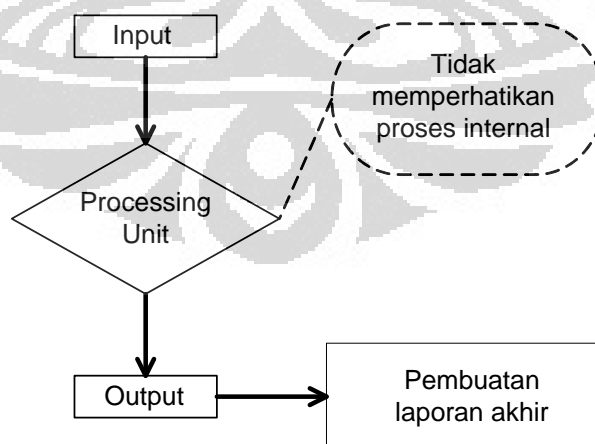 Input
Tidak
memperhatikan
proses internal
Processing
Unit
Output
Pembuatan
laporan akhir